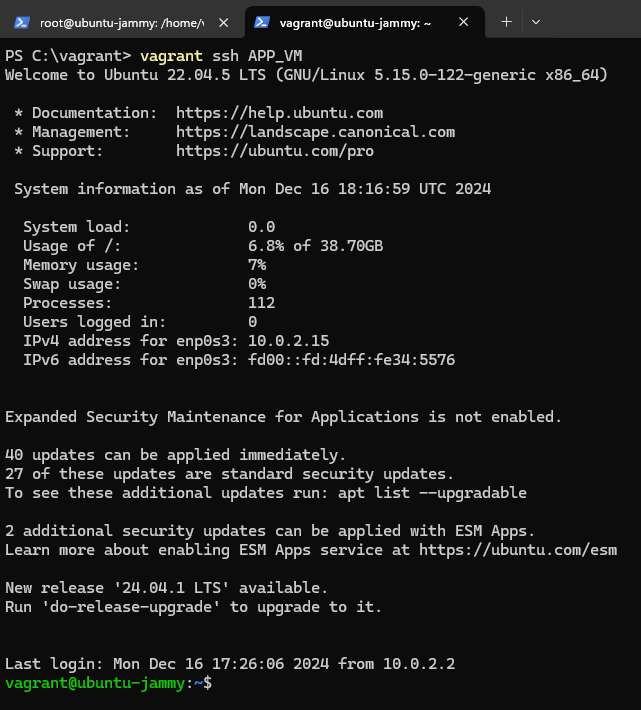 root@ubuntu-jammy: /home/v
vagrant@ubuntu-jammy: ~
PS C:\vagrant> vagrant ssh APP_VM
Welcome to Ubuntu 22.04.5 LTS (GNU/Linux 5.15.0-122-generic x86_64)
* Documentation:  https://help.ubuntu.com
* Management:     https://landscape.canonical.com
* Support:        https://ubuntu.com/pro
System information as of Mon Dec 16 18:16:59 UTC 2024
System load:             0.0
Usage of /:              6.8% of 38.70GB
Memory usage:            7%
Swap usage:              0%
Processes:               112
Users logged in:         0
IPv4 address for enp0s3: 10.0.2.15
IPv6 address for enp0s3: fd00::fd:4dff:fe34:5576
Expanded Security Maintenance for Applications is not enabled.
40 updates can be applied immediately.
27 of these updates are standard security updates.
To see these additional updates run: apt list --upgradable
2 additional security updates can be applied with ESM Apps.
Learn more about enabling ESM Apps service at https://ubuntu.com/esm
New release '24.04.1 LTS' available.
Run 'do-release-upgrade' to upgrade to it.
Last login: Mon Dec 16 17:26:06 2024 from 10.0.2.2
vagrant@ubuntu-jammy:~$